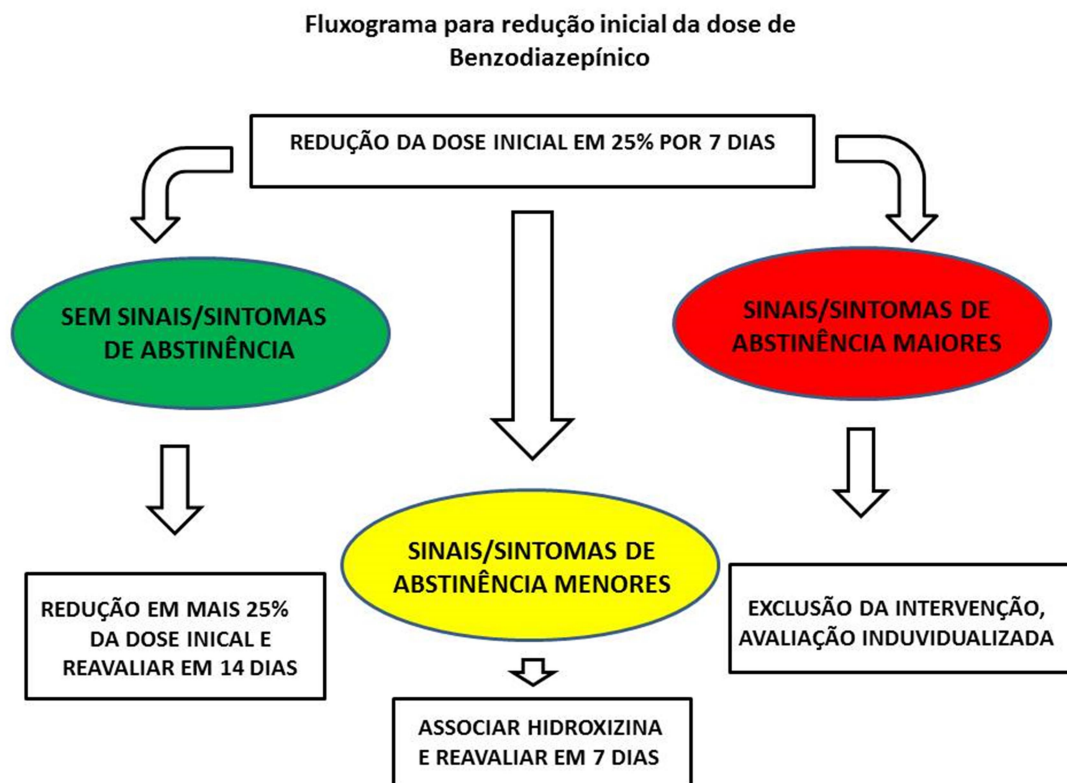 Fluxograma para redução inicial da dose de
Benzodiazepínico
REDUÇÃO DA DOSE INICIAL EM 25% POR 7 DIAS
SEM SINAIS/SINTOMAS
DE ABSTINÊNCIA
SINAIS/SINTOMAS DE
ABSTINÊNCIA MAIORES
SINAIS/SINTOMAS DE
ABSTINÊNCIA MENORES
REDUÇÃO EM MAIS 25%
DA DOSE INICAL E
REAVALIAR EM 14 DIAS
EXCLUSÃO DA INTERVENÇÃO,
AVALIAÇÃO INDUVIDUALIZADA
ASSOCIAR HIDROXIZINA
E REAVALIAR EM 7 DIAS